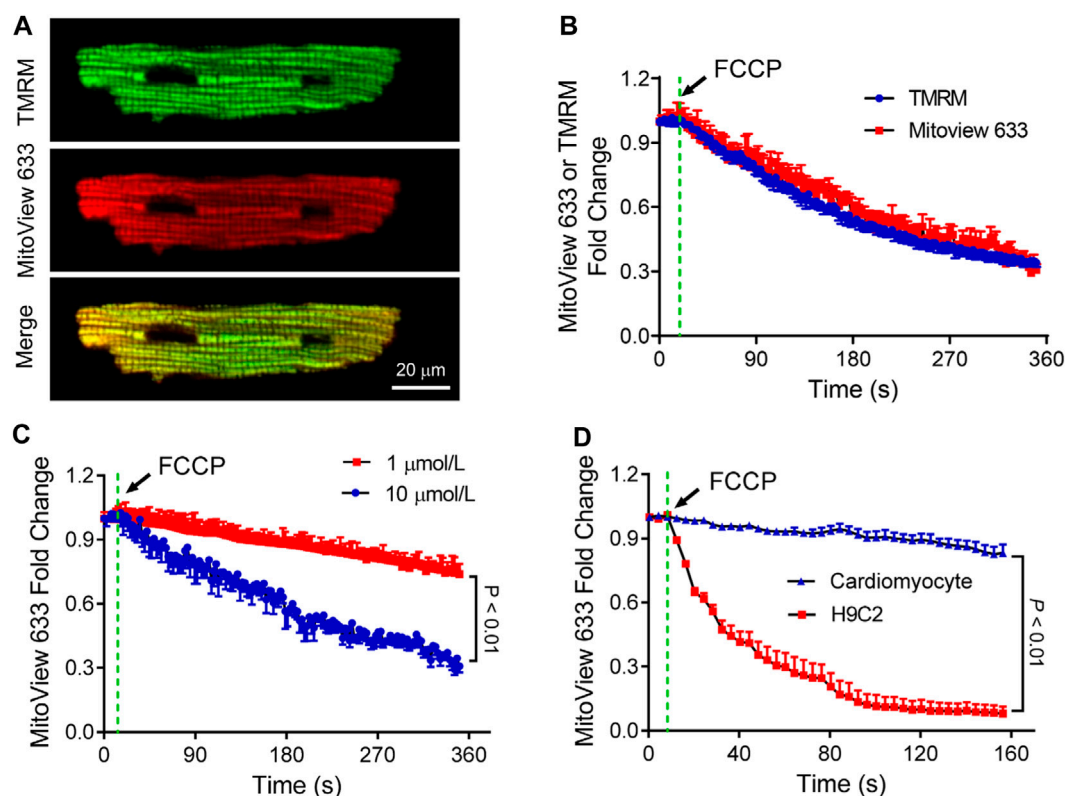 A
TMRM
MitoView 633
Merge
20 μm
B
MitoView 633 or TMRM
Fold Change
1.2
0.9
0.6
0.3
0.0
FCCP
TMRM
Mitoview 633
0
90
180
270
360
Time (s)
C
MitoView 633 Fold Change
1.2
0.9
0.6
0.3
0.0
FCCP
1 μmol/L
10 μmol/L
P < 0.01
0
90
180
270
360
Time (s)
D
MitoView 633 Fold Change
1.2
0.9
0.6
0.3
0.0
FCCP
Cardiomyocyte
H9C2
P < 0.01
0
40
80
120
160
Time (s)